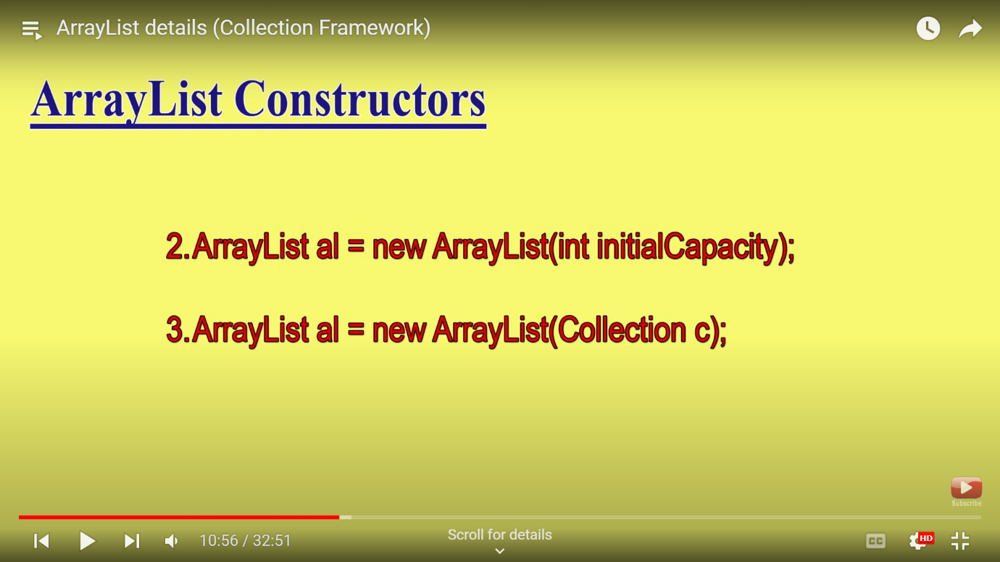 ArrayList details (Collection Framework)
ArrayList Constructors
2.ArrayList al = new ArrayList(int initialCapacity);
3.ArrayList al = new ArrayList(Collection c);
Subscribe
10:56 / 32:51
Scroll for details
CC
HD